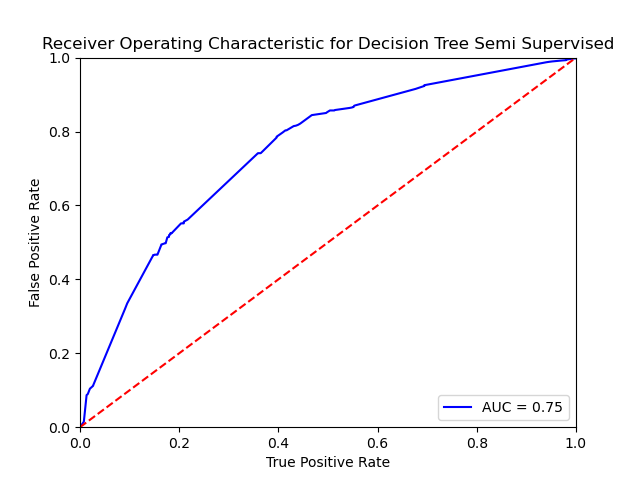 Receiver Operating Characteristic for Decision Tree Semi Supervised
1.0
0.8
0.6
0.4
0.2
0.0
False Positive Rate
AUC = 0.75
0.0 0.2 0.4 0.6 0.8 1.0
True Positive Rate